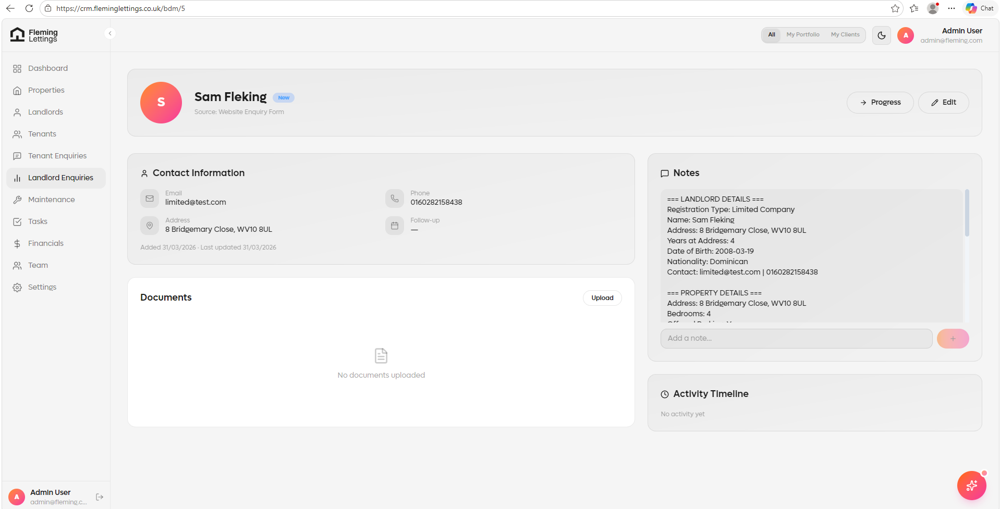 https://crm.fleminglettings.co.uk/bdm/5
Chat
Fleming
Lettings
All
My Portfolio
My Clients
A
Admin User
admin@fleming.com
Dashboard
Properties
Landlords
Tenants
Tenant Enquiries
Landlord Enquiries
Maintenance
Tasks
Financials
Team
Settings
S
Sam Fleking
New
Source: Website Enquiry Form
Progress
Edit
Contact Information
Email
limited@test.com
Phone
0160282158438
Address
8 Bridgemary Close, WV10 8UL
Follow-up
—
Added 31/03/2026 · Last updated 31/03/2026
Documents
Upload
No documents uploaded
Notes
=== LANDLORD DETAILS ===
Registration Type: Limited Company
Name: Sam Fleking
Address: 8 Bridgemary Close, WV10 8UL
Years at Address: 4
Date of Birth: 2008-03-19
Nationality: Dominican
Contact: limited@test.com | 0160282158438
=== PROPERTY DETAILS ===
Address: 8 Bridgemary Close, WV10 8UL
Bedrooms: 4
Add a note...
+
Activity Timeline
No activity yet
A
Admin User
admin@fleming.c...